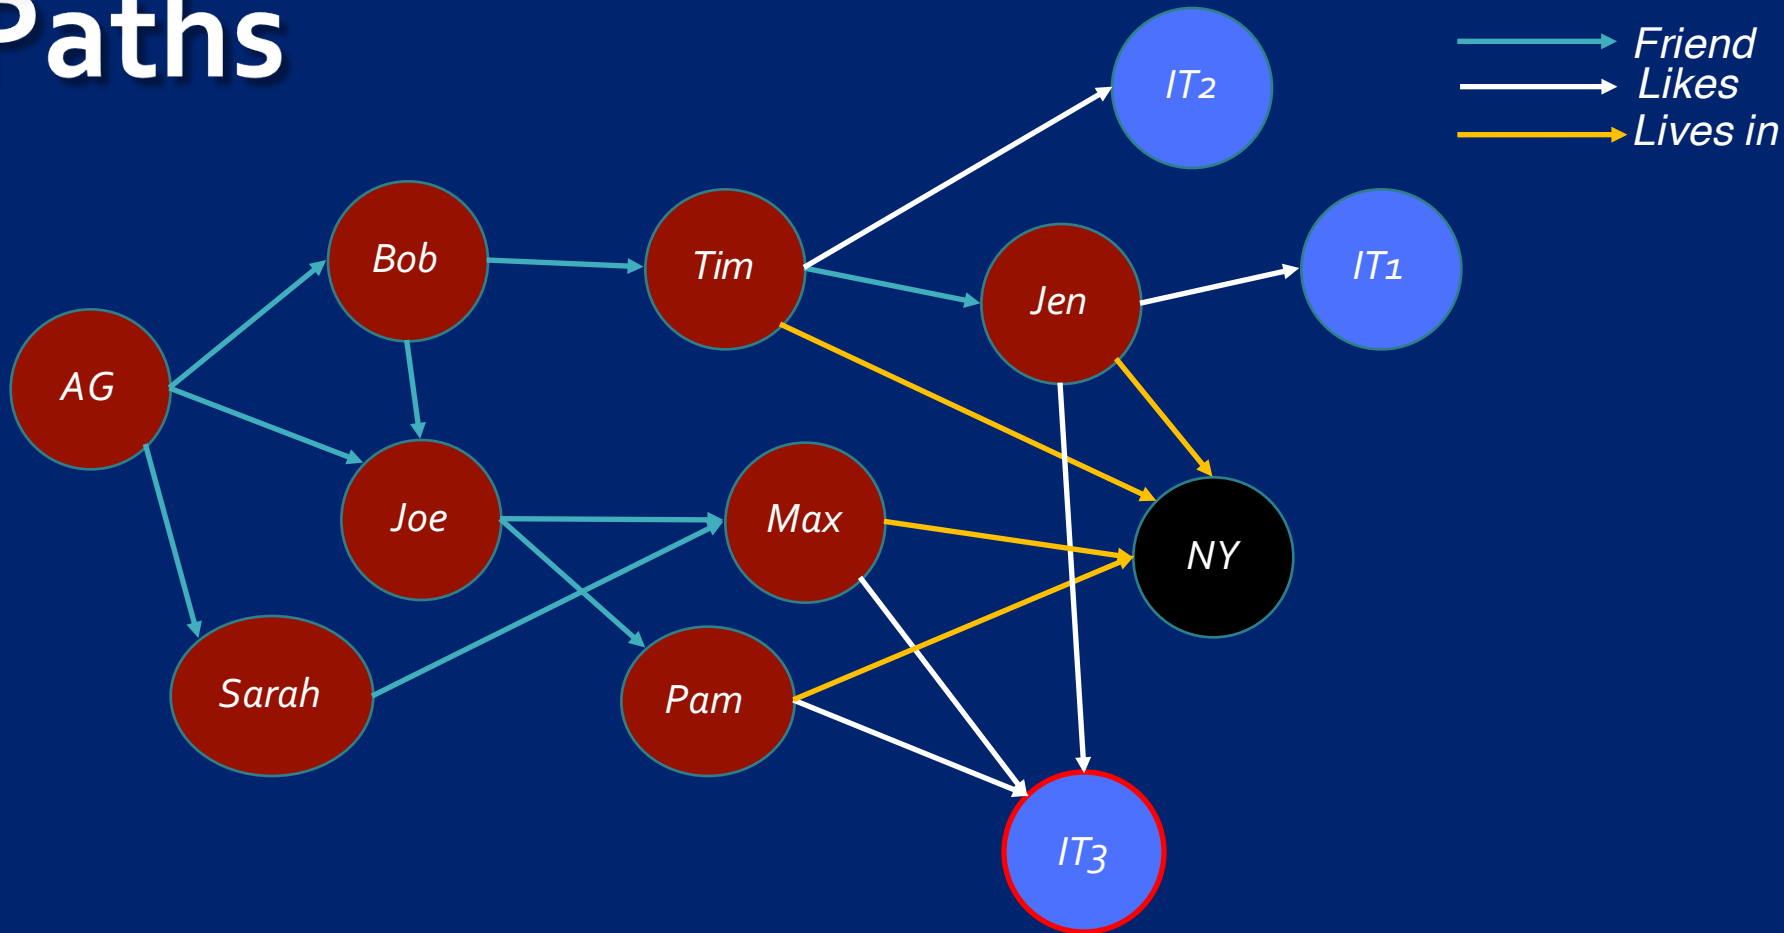 Paths
Friend
Likes
Lives in
IT2
IT1
Bob
Tim
Jen
AG
Joe
Max
NY
Sarah
Pam
IT3